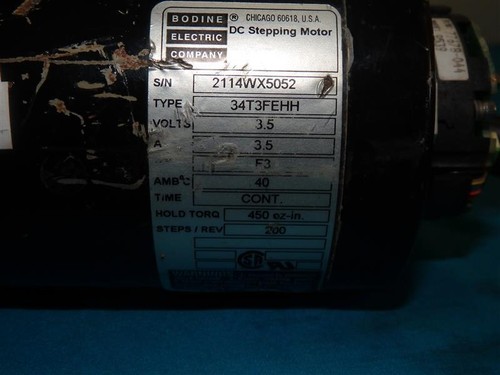 BODINE ® CHICAGO 60618, U.S.A.
ELECTRIC DC Stepping Motor
COMPANY
S/N 2114WX5052
TYPE 34T3FEHH
VOLTS 3.5
A 3.5
F3
AMB°C 40
TIME CONT.
HOLD TORQ 450 oz-in.
STEPS / REV 200